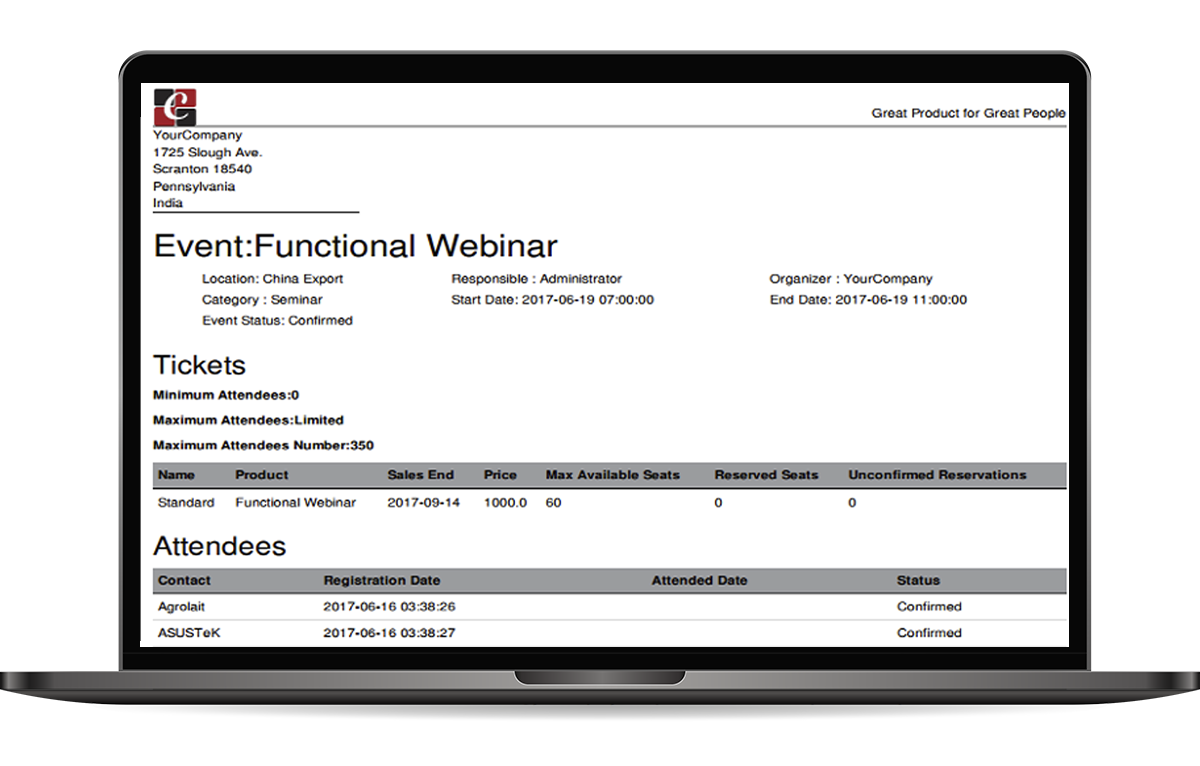 C
Great Product for Great People
YourCompany
1725 Slough Ave.
Scranton 18540
Pennsylvania
India
Event:Functional Webinar
Location: China Export Responsible : Administrator Organizer : YourCompany
Category : Seminar Start Date: 2017-06-19 07:00:00 End Date: 2017-06-19 11:00:00
Event Status: Confirmed
Tickets
Minimum Attendees:0
Maximum Attendees:Limited
Maximum Attendees Number:350
Name Product Sales End Price Max Available Seats Reserved Seats Unconfirmed Reservations
Standard Functional Webinar 2017-09-14 1000.0 60 0 0
Attendees
Contact Registration Date Attended Date Status
Agrolait 2017-06-16 03:38:26 Confirmed
ASUSTeK 2017-06-16 03:38:27 Confirmed